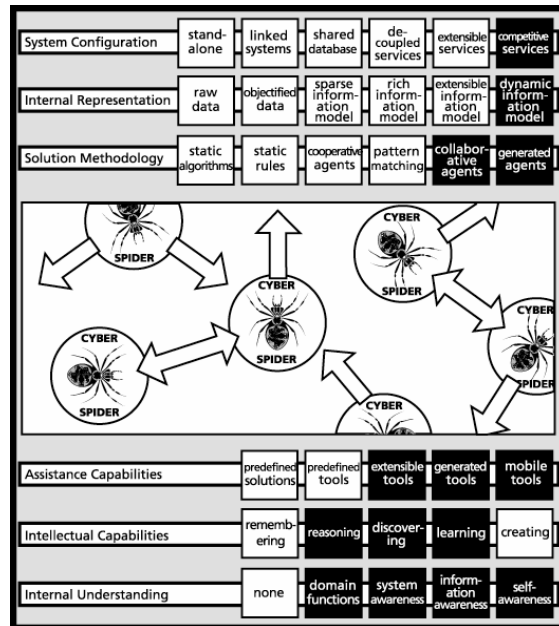 System Configuration
stand-
alone
linked
systems
shared
database
de-
coupled
services
extensible
services
competitive
services
Internal Representation
raw
data
objectified
data
sparse
inform-
ation
model
rich
inform-
ation
model
extensible
inform-
ation
model
dynamic
inform-
ation
model
Solution Methodology
static
algorithms
static
rules
cooperative
agents
pattern
matching
collabor-
ative
agents
generated
agents
SPIDER
CYBER
SPIDER
CYBER
SPIDER
CYBER
SPIDER
CYBER
SPIDER
CYBER
Assistance Capabilities
predefined
solutions
predefined
tools
extensible
tools
generated
tools
mobile
tools
Intellectual Capabilities
rememb-
ering
reasoning
discover-
ing
learning
creating
Internal Understanding
none
domain
functions
system
awareness
inform-
ation
awareness
self-
awareness